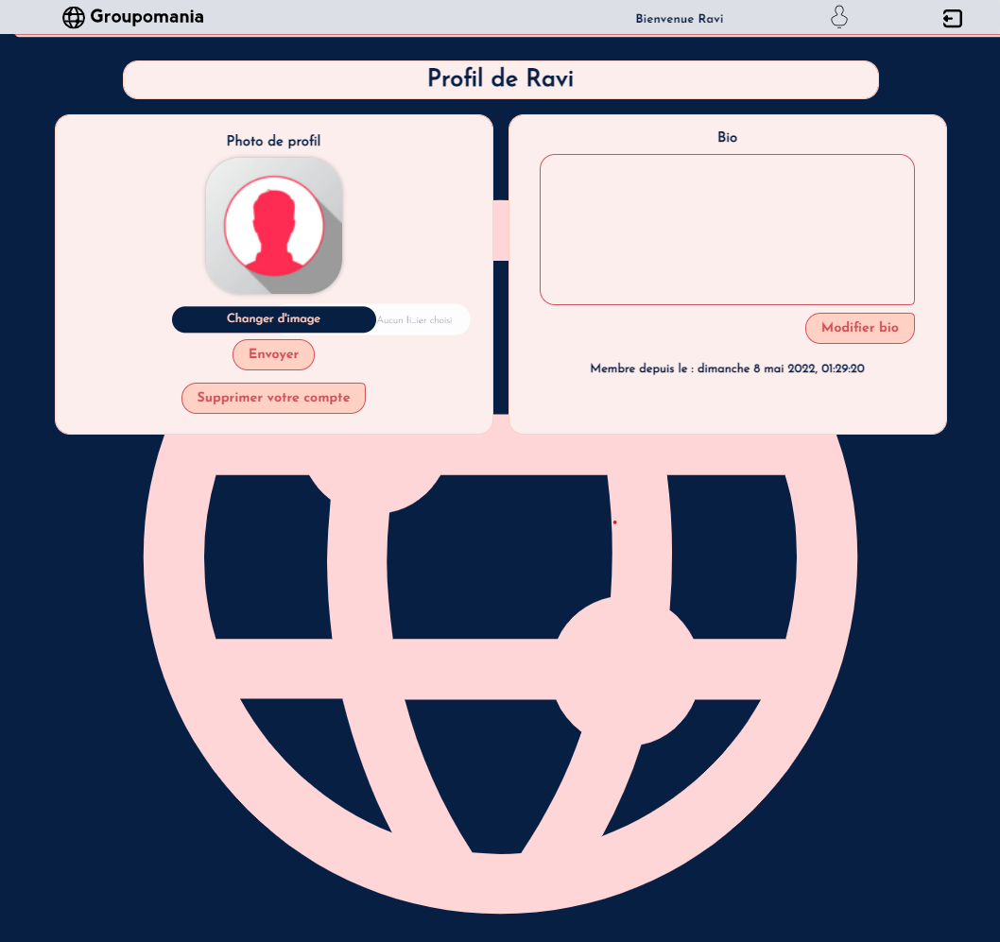 Groupomania
Bienvenue Ravi
Profil de Ravi
Photo de profil
Changer d'image
Aucun fi...ier choisi
Envoyer
Supprimer votre compte
Bio
Modifier bio
Membre depuis le : dimanche 8 mai 2022, 01:29:20